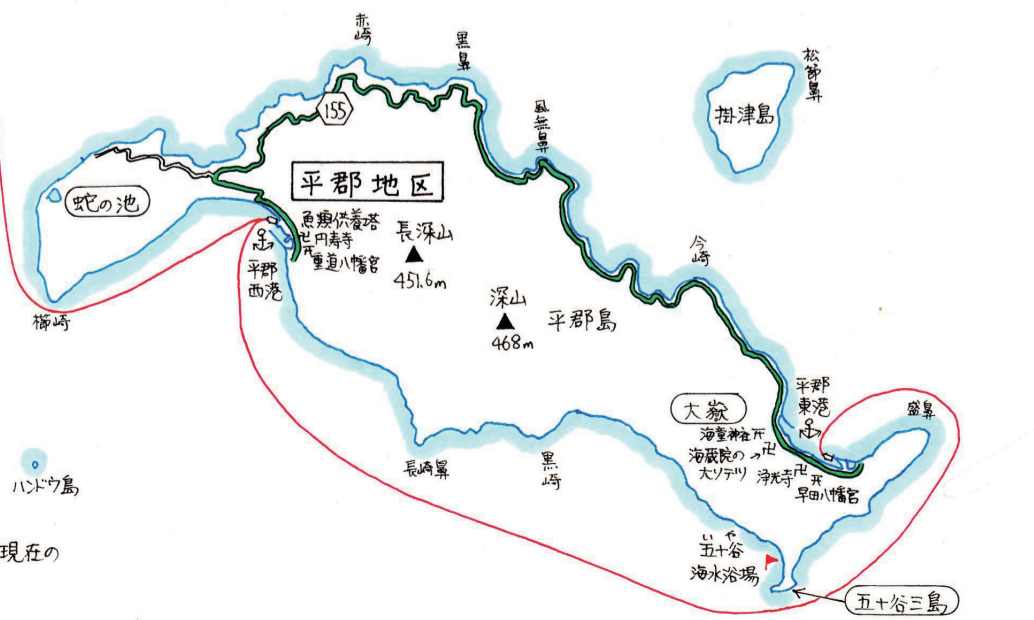 赤崎
黒鼻
松節鼻
155
風無鼻
掛津島
平郡地区
蛇の池
魚類供養塔
円寿寺
重道八幡宮
長深山
451.6m
今崎
平郡
西港
櫛崎
深山
468m
平郡島
平郡
東港
大嶽
盛鼻
海童神社
海蔵院の
大ソテツ
浄光寺
早田八幡宮
長崎鼻
黒崎
ハンドウ島
現在の
いや
五十谷
海水浴場
五十谷三島